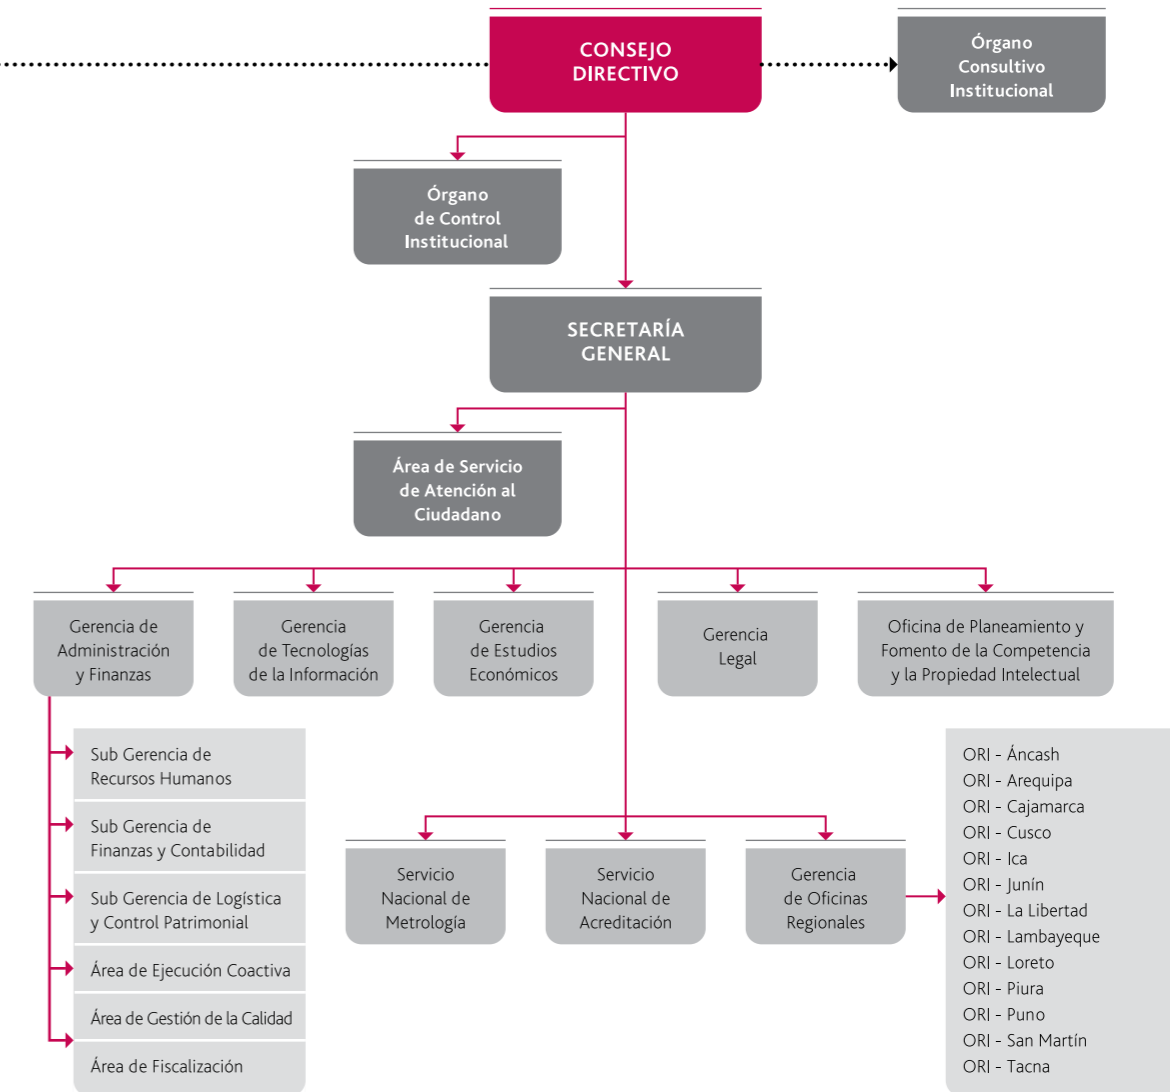 CONSEJO
DIRECTIVO
Órgano
Consultivo
Institucional
Órgano
de Control
Institucional
SECRETARÍA
GENERAL
Área de Servicio
de Atención al
Ciudadano
Gerencia de
Administración
y Finanzas
Gerencia
de Tecnologías
de la Información
Gerencia
de Estudios
Económicos
Gerencia
Legal
Oficina de Planeamiento y
Fomento de la Competencia
y la Propiedad Intelectual
Sub Gerencia de
Recursos Humanos
Sub Gerencia de
Finanzas y Contabilidad
Sub Gerencia de Logística
y Control Patrimonial
Área de Ejecución Coactiva
Área de Gestión de la Calidad
Área de Fiscalización
Servicio
Nacional de
Metrología
Servicio
Nacional de
Acreditación
Gerencia
de Oficinas
Regionales
ORI - Áncash
ORI - Arequipa
ORI - Cajamarca
ORI - Cusco
ORI - Ica
ORI - Junín
ORI - La Libertad
ORI - Lambayeque
ORI - Loreto
ORI - Piura
ORI - Puno
ORI - San Martín
ORI - Tacna